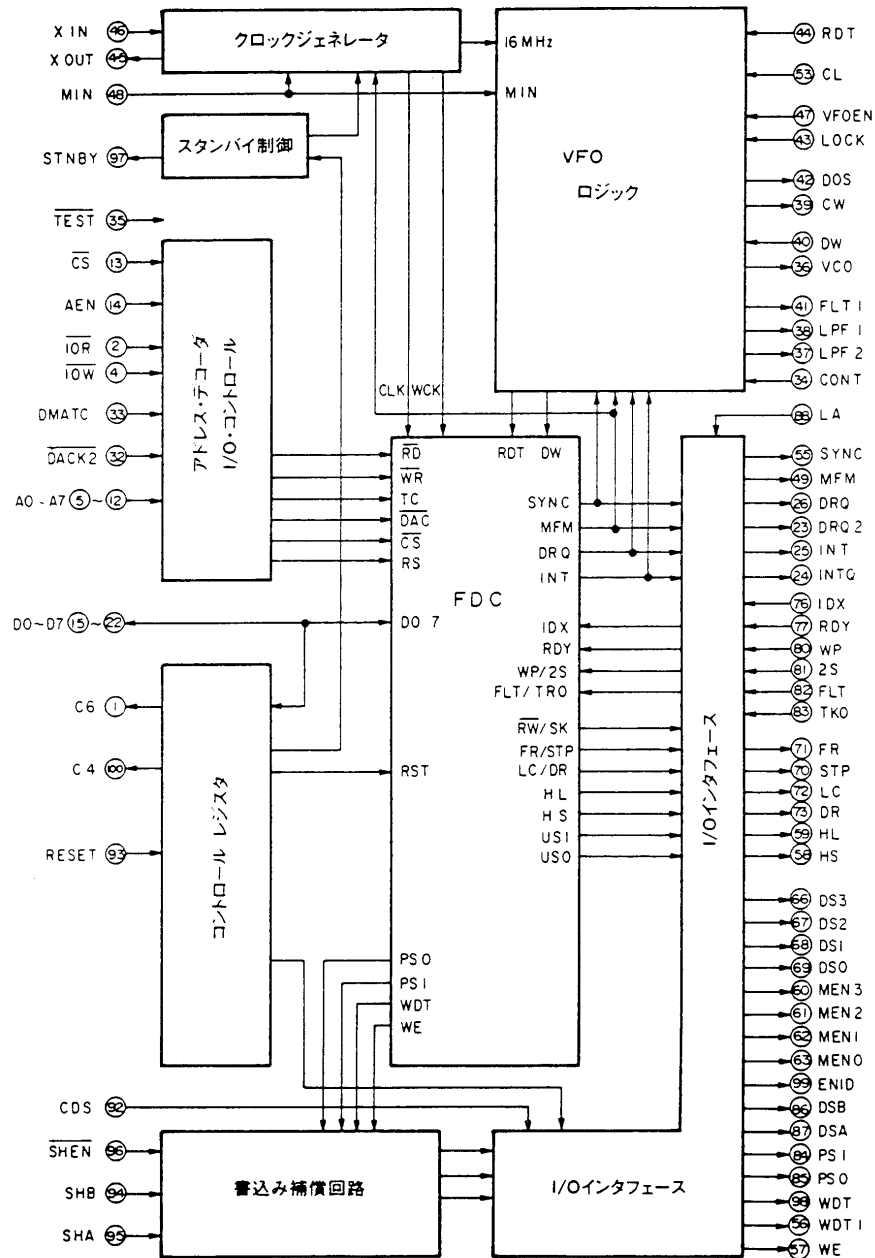 X IN 46
X OUT 45
MIN 48
STNBY 97
TEST 35
CS 13
AEN 14
IOR 2
IOW 4
DMATC 33
DACK2 32
A0-A7 5~12
D0~D7 15~22
C6 1
C4 100
RESET 93
CDS 92
SHEN 96
SHB 94
SHA 95
クロックジェネレータ
スタンバイ制御
アドレス・デコーダ
I/O・コントロール
コントロール レジスタ
書込み補償回路
16MHz
MIN
VFO
ロジック
CLK WCK
RDT DW
RD
WR
TC
DAC
CS
RS
D0 7
RST
PS0
PS1
WDT
WE
FDC
SYNC
MFM
DRQ
INT
IDX
RDY
WP/2S
FLT/TR0
RW/SK
FR/STP
LC/DR
HL
HS
US1
US0
I/Oインタフェース
I/Oインタフェース
44 RDT
53 CL
47 VFOEN
43 LOCK
42 DOS
39 CW
40 DW
36 VCO
41 FLT1
38 LPF1
37 LPF2
34 CONT
88 LA
55 SYNC
49 MFM
26 DRQ
23 DRQ2
25 INT
24 INTQ
76 IDX
77 RDY
80 WP
81 2S
82 FLT
83 TK0
71 FR
70 STP
72 LC
73 DR
59 HL
58 HS
66 DS3
67 DS2
68 DS1
69 DS0
60 MEN3
61 MEN2
62 MEN1
63 MEN0
99 ENID
86 DSB
87 DSA
84 PS1
85 PS0
98 WDT
56 WDT1
57 WE